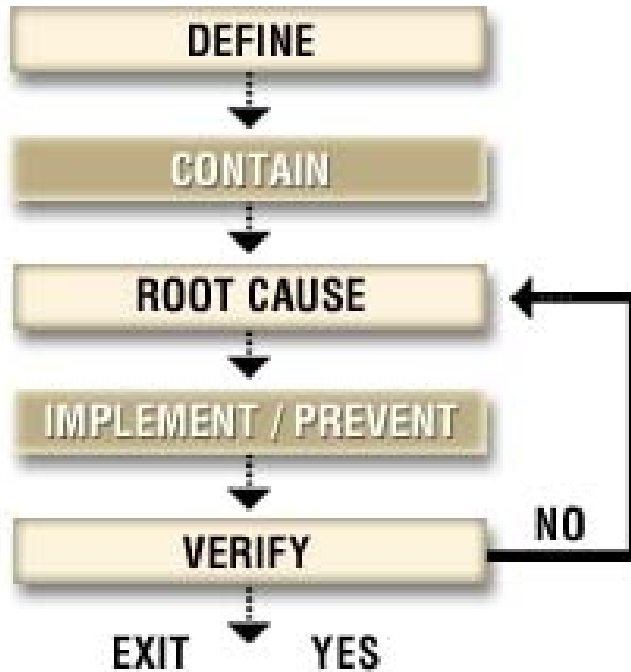 DEFINE
CONTAIN
ROOT CAUSE
IMPLEMENT / PREVENT
NO
VERIFY
EXIT YES